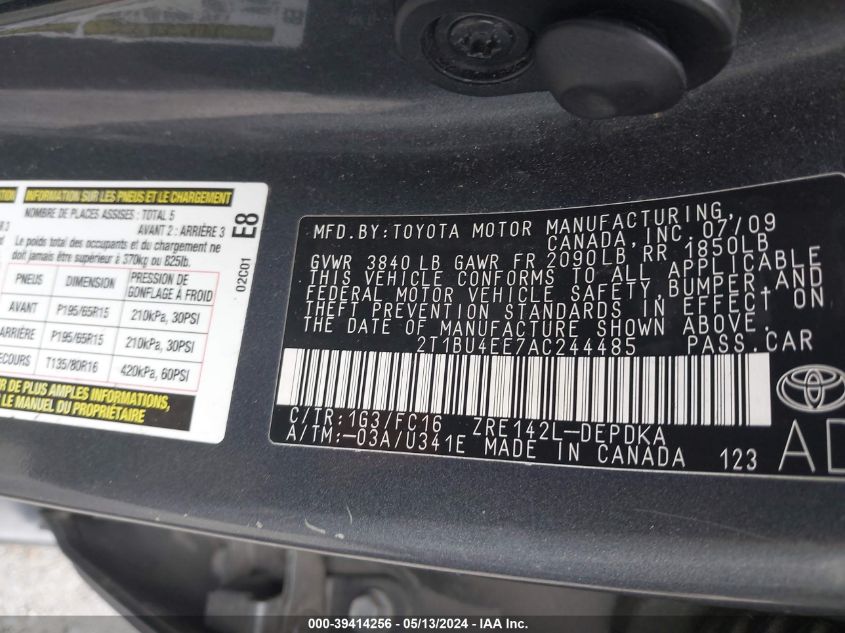 INFORMATION SUR LES PNEUS ET LE CHARGEMENT
NOMBRE DE PLACES ASSISES : TOTAL 5
AVANT 2 : ARRIÈRE 3
Le poids total des occupants et du chargement ne
doit jamais être supérieur à 370kg ou 825lb.
E8
02C01
PNEUS DIMENSION PRESSION DE GONFLAGE À FROID
AVANT P195/65R15 210kPa, 30PSI
ARRIÈRE P195/65R15 210kPa, 30PSI
T135/80R16 420kPa, 60PSI
DE PLUS AMPLES INFORMATIONS,
LE MANUEL DU PROPRIÉTAIRE
MFD. BY: TOYOTA MOTOR MANUFACTURING,
CANADA, INC. 07/09
GVWR 3840 LB GAWR FR 2090LB RR 1850LB
THIS VEHICLE CONFORMS TO ALL APPLICABLE
FEDERAL MOTOR VEHICLE SAFETY, BUMPER, AND
THEFT PREVENTION STANDARDS IN EFFECT ON
THE DATE OF MANUFACTURE SHOWN ABOVE.
2T1BU4EE7AC244485 PASS. CAR
C/TR: 1G3/FC16 ZRE142L-DEPDKA
A/TM: -03A/U341E MADE IN CANADA 123
000-39414256 - 05/13/2024 - IAAI.com.